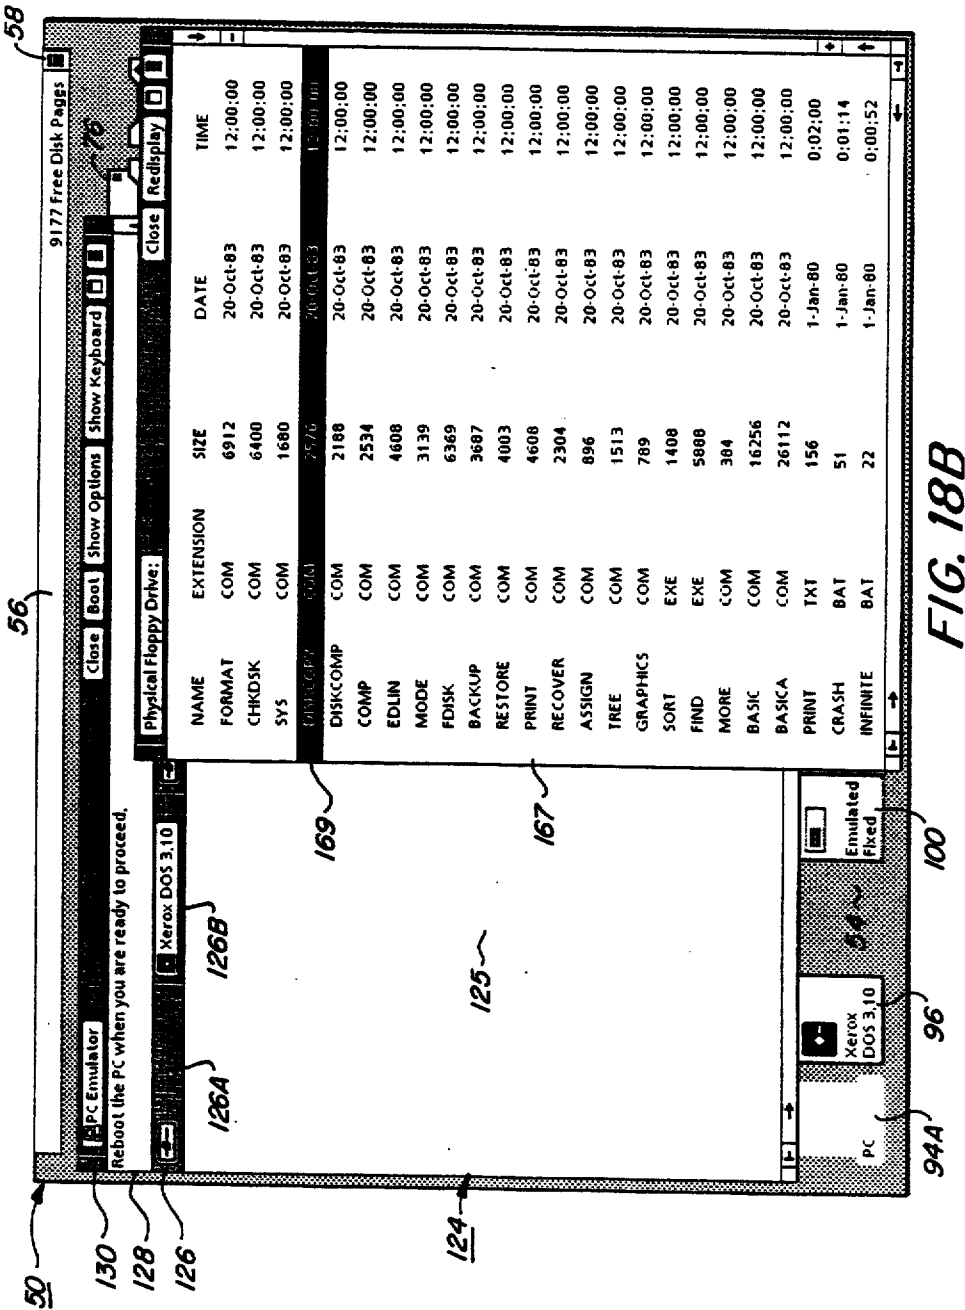 50
56
58
9177 Free Disk Pages
76
130
128
126
PC Emulator
Close
Boot
Show Options
Show Keyboard
Reboot the PC when you are ready to proceed.
Xerox DOS 3.10
126A
126B
Physical Floppy Drive:
Close
Redisplay
NAME EXTENSION SIZE DATE TIME
FORMAT COM 6912 20-Oct-83 12:00:00
CHKDSK COM 6400 20-Oct-83 12:00:00
SYS COM 1680 20-Oct-83 12:00:00
DISKCOPY COM 2576 20-Oct-83 12:00:00
DISKCOMP COM 2188 20-Oct-83 12:00:00
COMP COM 2534 20-Oct-83 12:00:00
EDLIN COM 4608 20-Oct-83 12:00:00
MODE COM 3139 20-Oct-83 12:00:00
FDISK COM 6369 20-Oct-83 12:00:00
BACKUP COM 3687 20-Oct-83 12:00:00
RESTORE COM 4003 20-Oct-83 12:00:00
PRINT COM 4608 20-Oct-83 12:00:00
RECOVER COM 2304 20-Oct-83 12:00:00
ASSIGN COM 896 20-Oct-83 12:00:00
TREE COM 1513 20-Oct-83 12:00:00
GRAPHICS COM 789 20-Oct-83 12:00:00
SORT EXE 1408 20-Oct-83 12:00:00
FIND EXE 5888 20-Oct-83 12:00:00
MORE COM 384 20-Oct-83 12:00:00
BASIC COM 16256 20-Oct-83 12:00:00
BASICA COM 26112 20-Oct-83 12:00:00
PRINT TXT 156 1-Jan-80 0:02:00
CRASH BAT 51 1-Jan-80 0:01:14
INFINITE BAT 22 1-Jan-80 0:00:52
169
167
125
124
PC
Xerox
DOS 3.10
54
Emulated
Fixed
94A
96
100
FIG. 18B